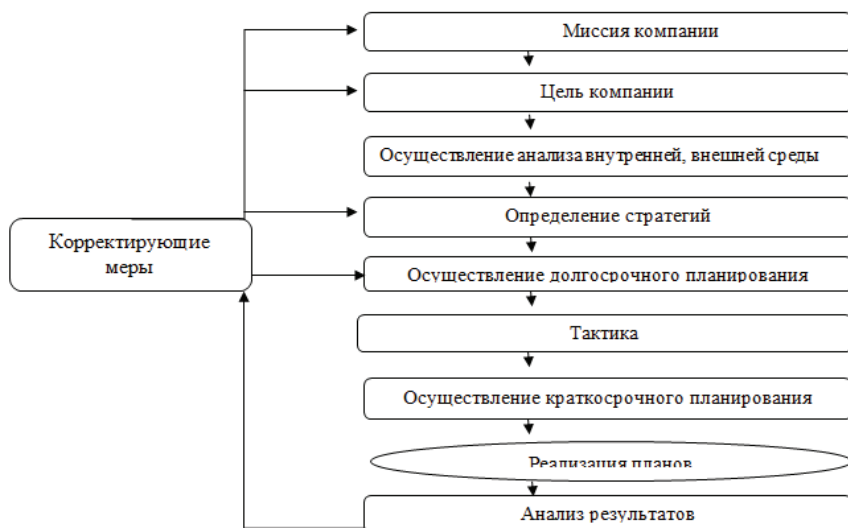 Миссия компании
Цель компании
Осуществление анализа внутренней, внешней среды
Определение стратегий
Корректирующие
меры
Осуществление долгосрочного планирования
Тактика
Осуществление краткосрочного планирования
Реализация планов
Анализ результатов